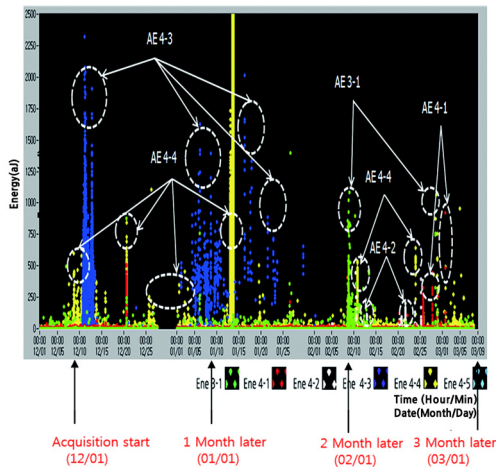 2500
2250
2000
1750
1500
1250
1000
750
500
250
0
Energy(aJ)
AE 4-3
AE 3-1
AE 4-1
AE 4-4
AE 4-4
AE 4-2
00:00 00:00 00:00 00:00 00:00 00:00 00:00 00:00 00:00 00:00 00:00 00:00 00:00 00:00 00:00 00:00 00:00 00:00 00:00 00:00
12/01 12/05 12/10 12/15 12/20 12/25 01/01 01/05 01/10 01/15 01/20 01/25 02/01 02/05 02/10 02/15 02/20 02/25 03/01 03/05 03/09
Ene 3-1 Ene 4-1 Ene 4-2 Ene 4-3 Ene 4-4 Ene 4-5
Time (Hour/Min)
Date(Month/Day)
Acquisition start
(12/01)
1 Month later
(01/01)
2 Month later
(02/01)
3 Month later
(03/01)